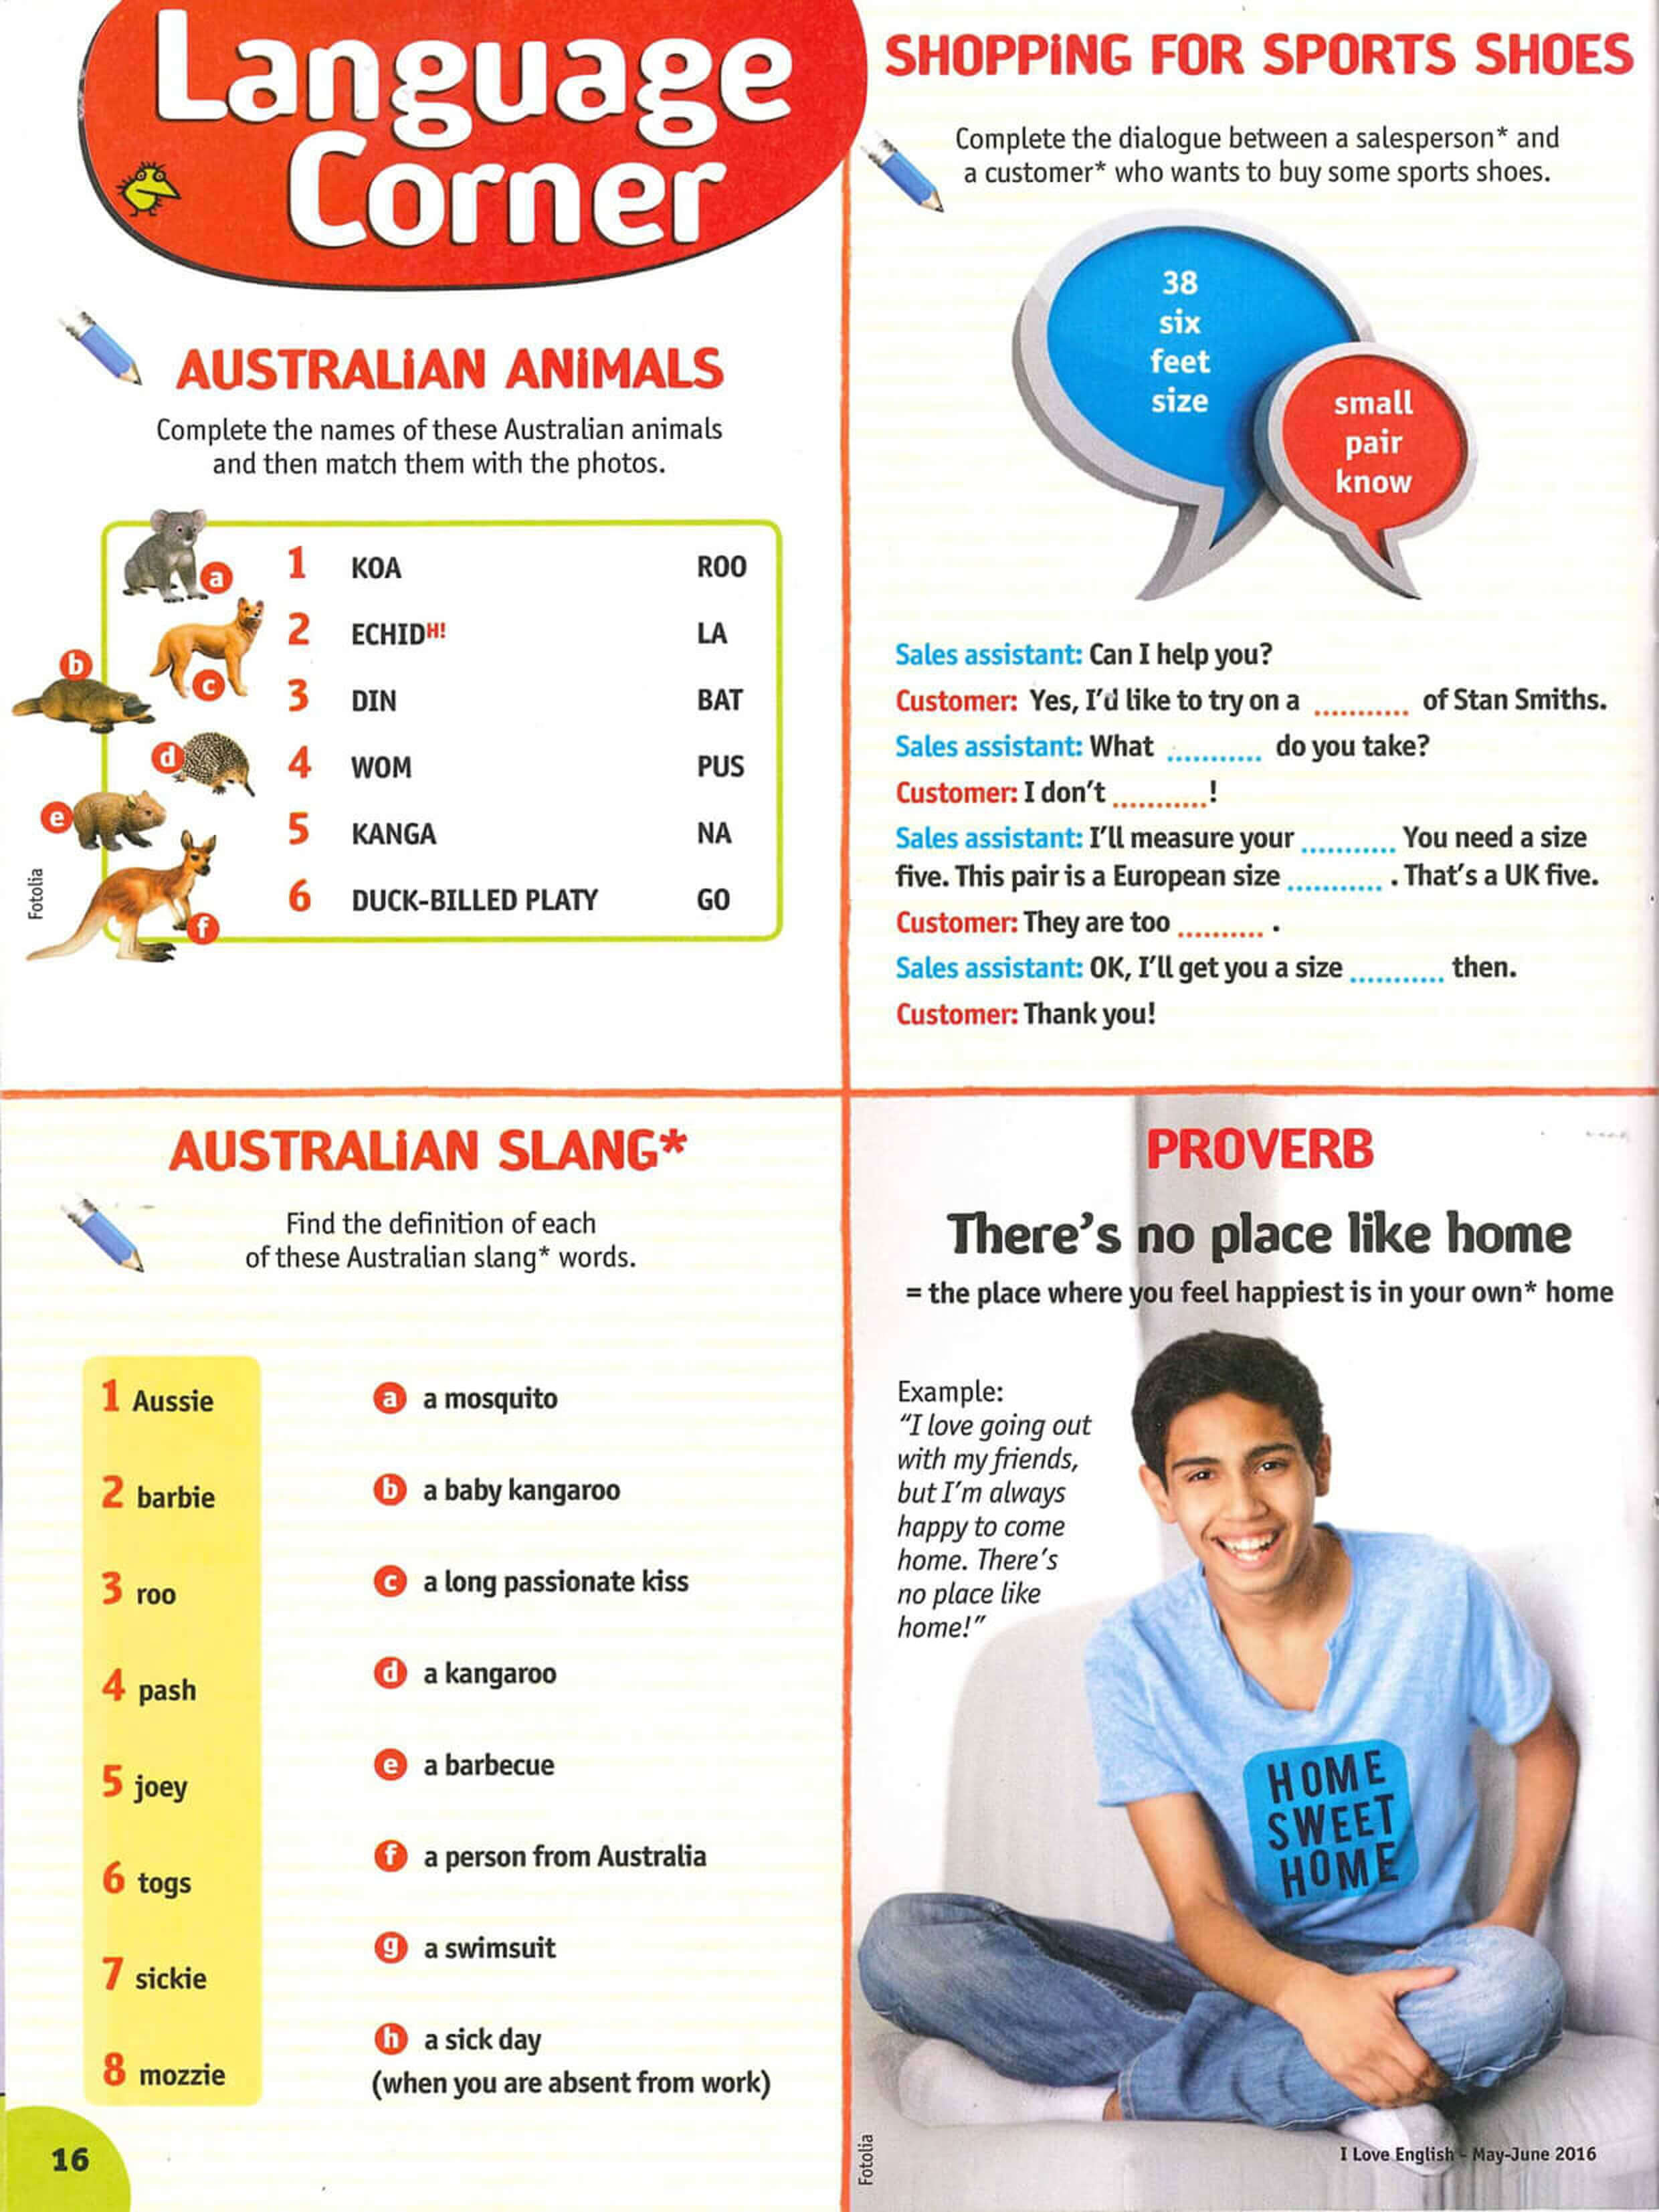 Language
Corner
AUSTRALIAN ANIMALS
Complete the names of these Australian animals
and then match them with the photos.
a
b
c
d
e
f
1 KOA ROO
2 ECHIDH! LA
3 DIN BAT
4 WOM PUS
5 KANGA NA
6 DUCK-BILLED PLATY GO
Fotolia
SHOPPING FOR SPORTS SHOES
Complete the dialogue between a salesperson* and
a customer* who wants to buy some sports shoes.
38
six
feet
size
small
pair
know
Sales assistant: Can I help you?
Customer: Yes, I'd like to try on a ........... of Stan Smiths.
Sales assistant: What ........... do you take?
Customer: I don't ...........!
Sales assistant: I'll measure your ........... You need a size
five. This pair is a European size ........... . That's a UK five.
Customer: They are too .......... .
Sales assistant: OK, I'll get you a size ........... then.
Customer: Thank you!
AUSTRALIAN SLANG*
Find the definition of each
of these Australian slang* words.
1 Aussie
2 barbie
3 roo
4 pash
5 joey
6 togs
7 sickie
8 mozzie
a a mosquito
b a baby kangaroo
c a long passionate kiss
d a kangaroo
e a barbecue
f a person from Australia
g a swimsuit
h a sick day
(when you are absent from work)
16
PROVERB
There's no place like home
= the place where you feel happiest is in your own* home
Example:
"I love going out
with my friends,
but I'm always
happy to come
home. There's
no place like
home!"
HOME
SWEET
HOME
Fotolia
I Love English - May-June 2016